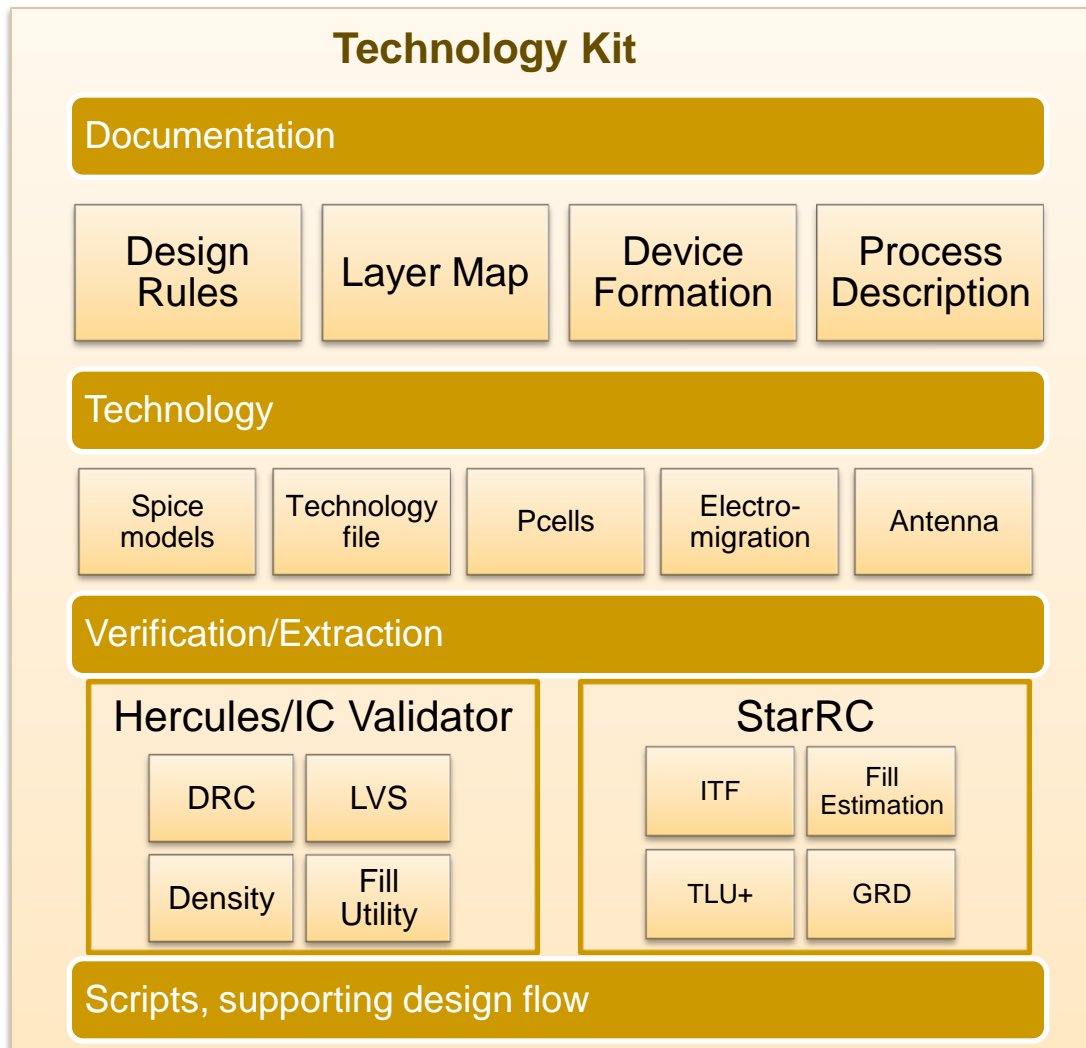 Technology Kit
Documentation
Design
Rules
Layer Map
Device
Formation
Process
Description
Technology
Spice
models
Technology
file
Pcells
Electro-
migration
Antenna
Verification/Extraction
Hercules/IC Validator
DRC
LVS
Density
Fill
Utility
StarRC
ITF
Fill
Estimation
TLU+
GRD
Scripts, supporting design flow